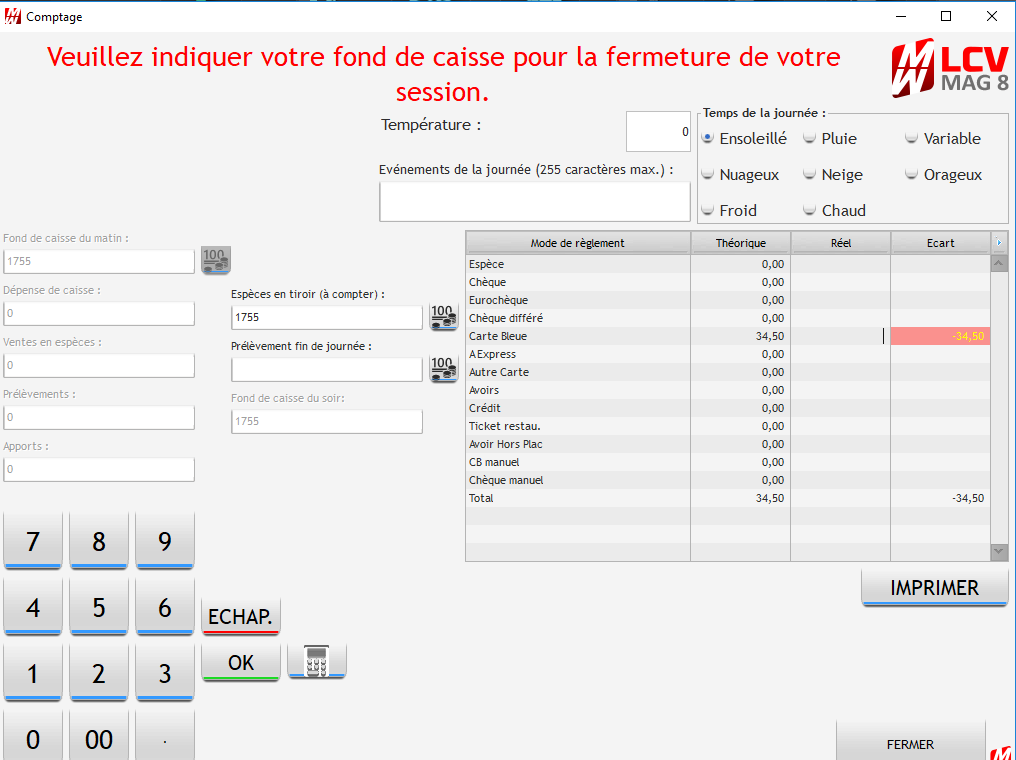 Comptage
Veuillez indiquer votre fond de caisse pour la fermeture de votre
session.
LCV
MAG 8
Température :
0
Temps de la journée :
Ensoleillé
Pluie
Variable
Nuageux
Neige
Orageux
Froid
Chaud
Evénements de la journée (255 caractères max.) :
Fond de caisse du matin :
1755
100
Dépense de caisse :
0
Ventes en espèces :
0
Prélèvements :
0
Apports :
0
Espèces en tiroir (à compter) :
1755
100
Prélèvement fin de journée :
100
Fond de caisse du soir:
1755
Mode de règlement Théorique Réel Ecart
Espèce 0,00
Chèque 0,00
Eurochèque 0,00
Chèque différé 0,00
Carte Bleue 34,50 -34,50
AExpress 0,00
Autre Carte 0,00
Avoirs 0,00
Crédit 0,00
Ticket restau. 0,00
Avoir Hors Plac 0,00
CB manuel 0,00
Chèque manuel 0,00
Total 34,50 -34,50
IMPRIMER
7 8 9
4 5 6
ECHAP.
1 2 3
OK
0 00 .
FERMER